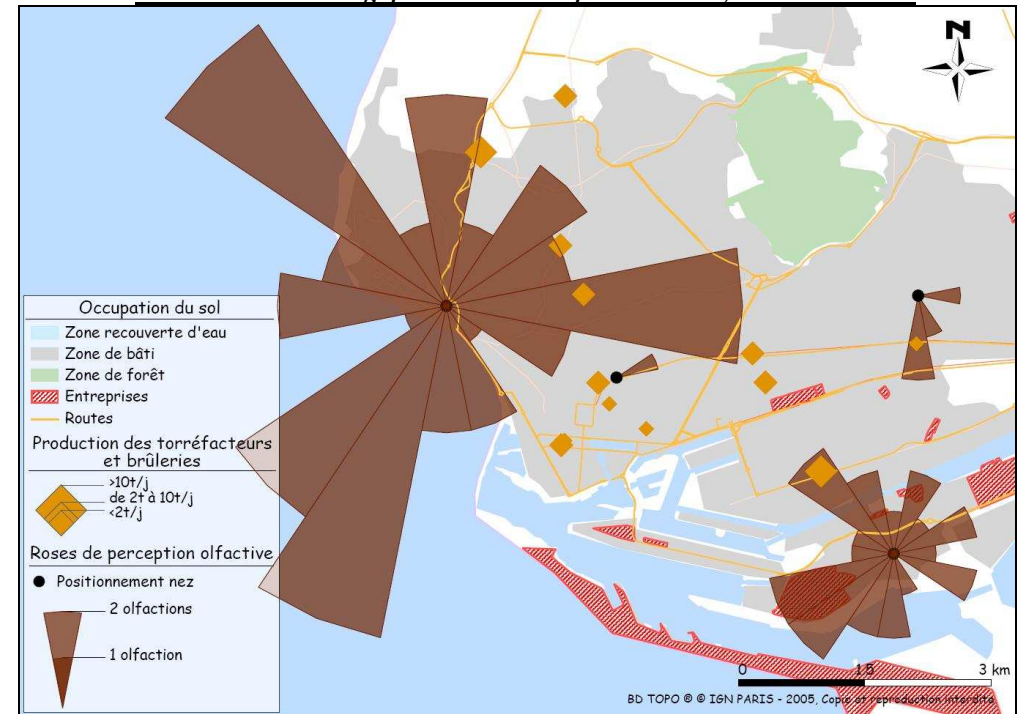 N
Occupation du sol
Zone recouverte d'eau
Zone de bâti
Zone de forêt
Entreprises
Routes
Production des torréfacteurs
et brûleries
>10t/j
de 2t à 10t/j
<2t/j
Roses de perception olfactive
Positionnement nez
2 olfactions
1 olfaction
0 1.5 3 km
BD TOPO © © IGN PARIS - 2005, Copie et reproduction interdite